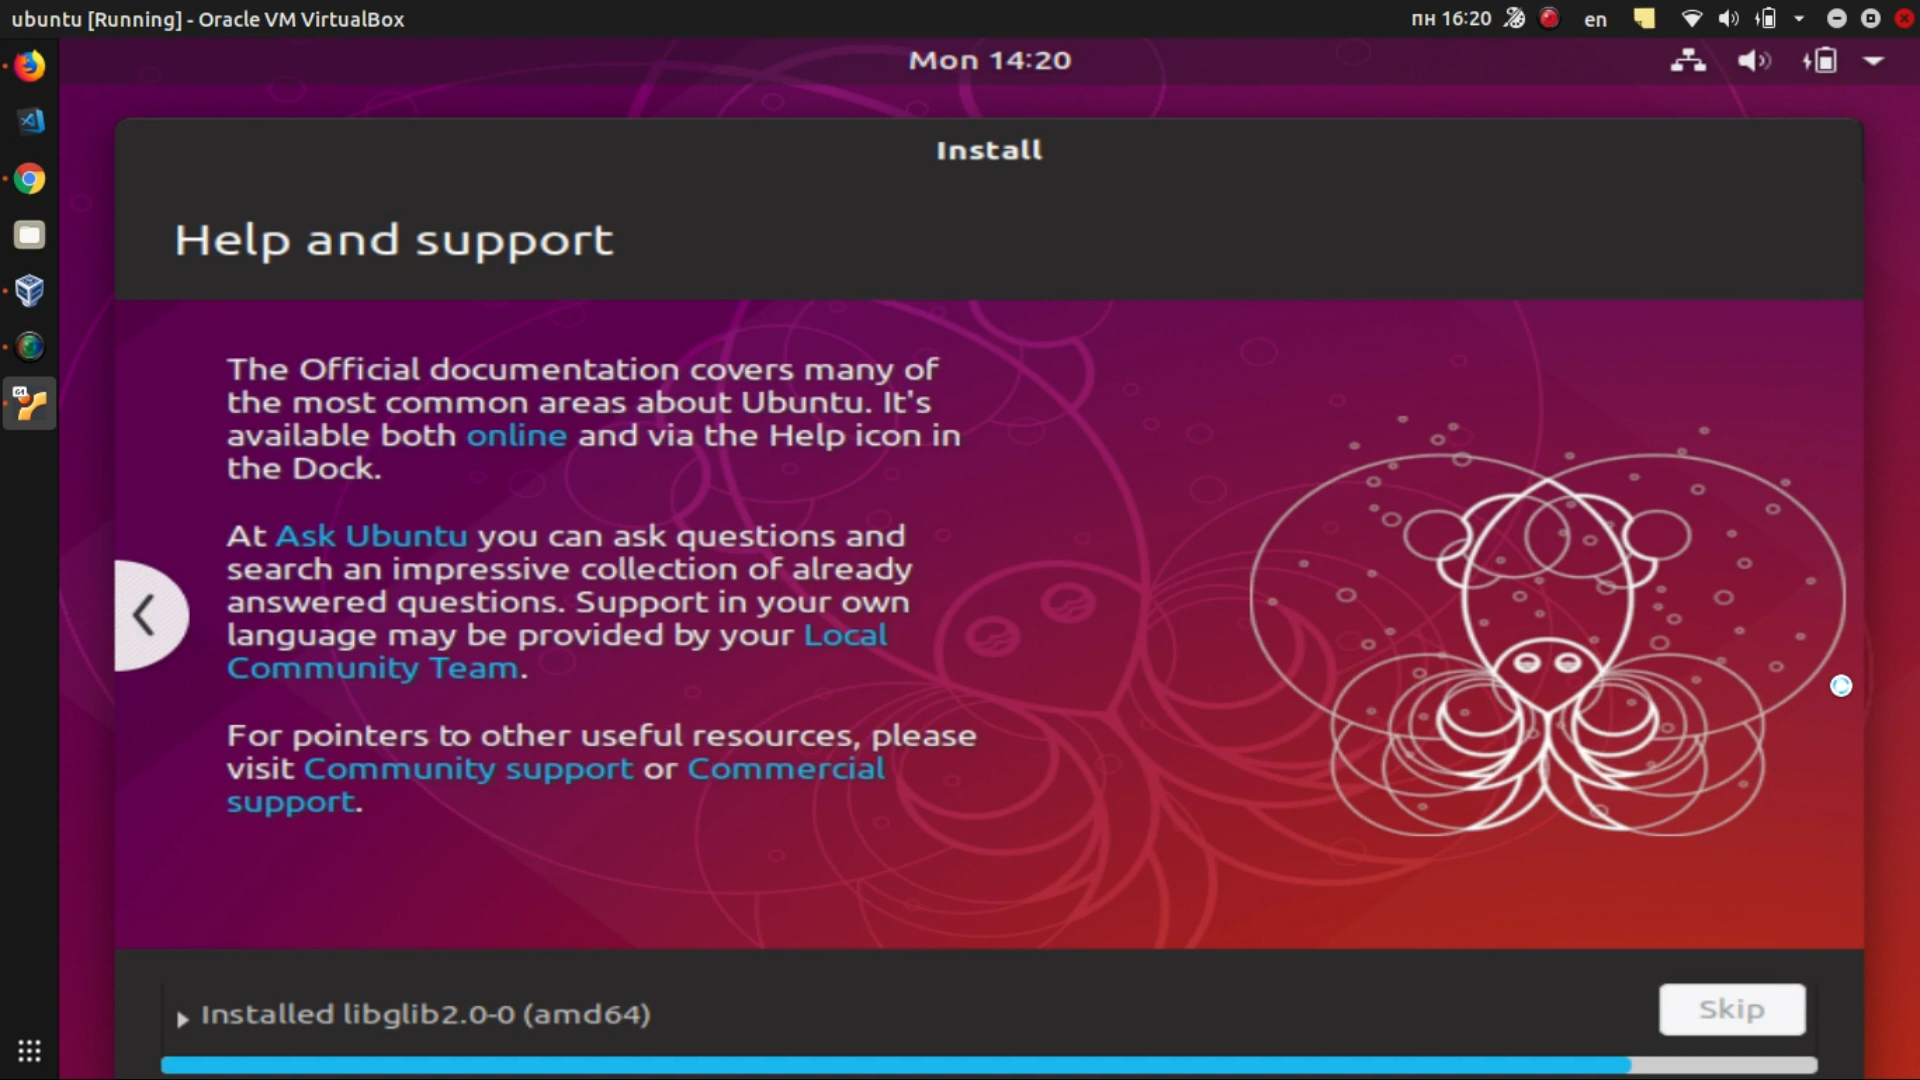 ubuntu [Running] - Oracle VM VirtualBox
пн 16:20
en
Mon 14:20
Install
Help and support
The Official documentation covers many of
the most common areas about Ubuntu. It's
available both online and via the Help icon in
the Dock.
At Ask Ubuntu you can ask questions and
search an impressive collection of already
answered questions. Support in your own
language may be provided by your Local
Community Team.
For pointers to other useful resources, please
visit Community support or Commercial
support.
Installed libglib2.0-0 (amd64)
Skip